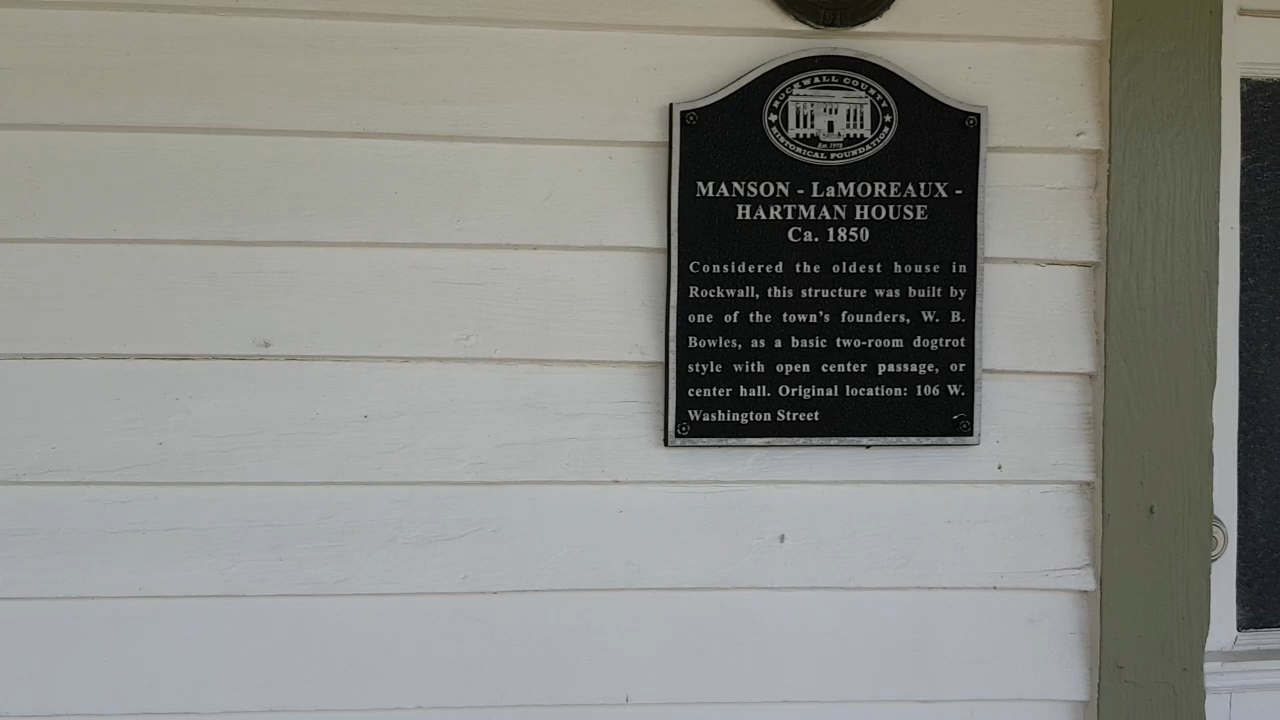 ROCKWALL COUNTY
Est. 1978
HISTORICAL FOUNDATION
MANSON - LaMOREAUX -
HARTMAN HOUSE
Ca. 1850
Considered the oldest house in
Rockwall, this structure was built by
one of the town's founders, W. B.
Bowles, as a basic two-room dogtrot
style with open center passage, or
center hall. Original location: 106 W.
Washington Street